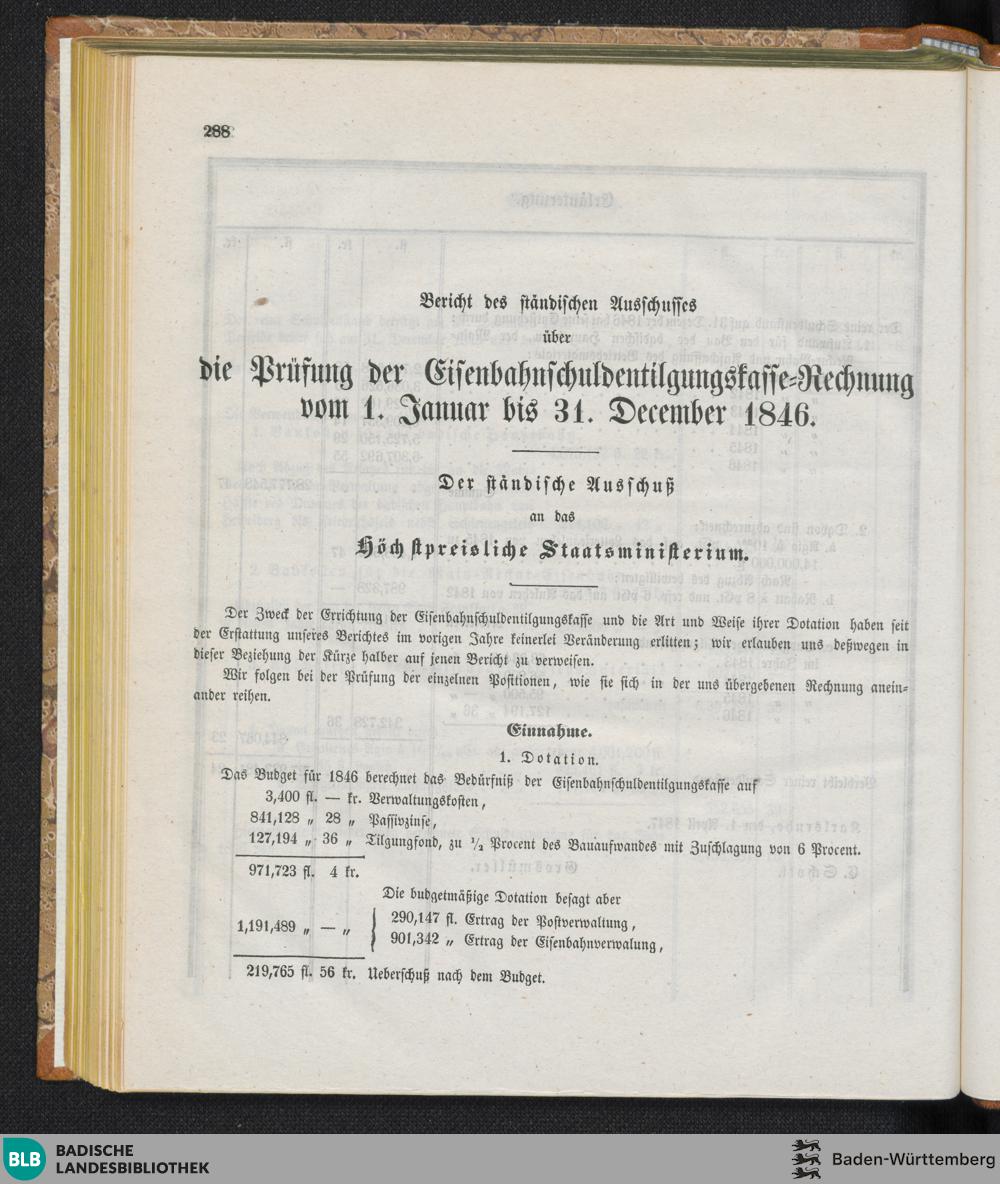 288
Bericht des ständischen Ausschusses
über
die Prüfung der Eisenbahnschuldentilgungskasse-Rechnung
vom 1. Januar bis 31. December 1846.
Der ständische Ausschuß
an das
Höchstpreisliche Staatsministerium.
Der Zweck der Errichtung der Eisenbahnschuldentilgungskasse und die Art und Weise ihrer Dotation haben seit
der Erstattung unseres Berichtes im vorigen Jahre keinerlei Veränderung erlitten; wir erlauben uns deßwegen in
dieser Beziehung der Kürze halber auf jenen Bericht zu verweisen.
Wir folgen bei der Prüfung der einzelnen Positionen, wie sie sich in der uns übergebenen Rechnung anein-
ander reihen.
Einnahme.
1. Dotation.
Das Budget für 1846 berechnet das Bedürfniß der Eisenbahnschuldentilgungskasse auf
3,400 fl. — kr. Verwaltungskosten,
841,128 „ 28 „ Passivzinse,
127,194 „ 36 „ Tilgungfond, zu 1/2 Procent des Bauaufwandes mit Zuschlagung von 6 Procent.
971,723 fl. 4 kr.
Die budgetmäßige Dotation besagt aber
290,147 fl. Ertrag der Postverwaltung,
1,191,489 „ — „
901,342 „ Ertrag der Eisenbahnverwalung,
219,765 fl. 56 kr. Ueberschuß nach dem Budget.
BLB BADISCHE
LANDESBIBLIOTHEK
Baden-Württemberg